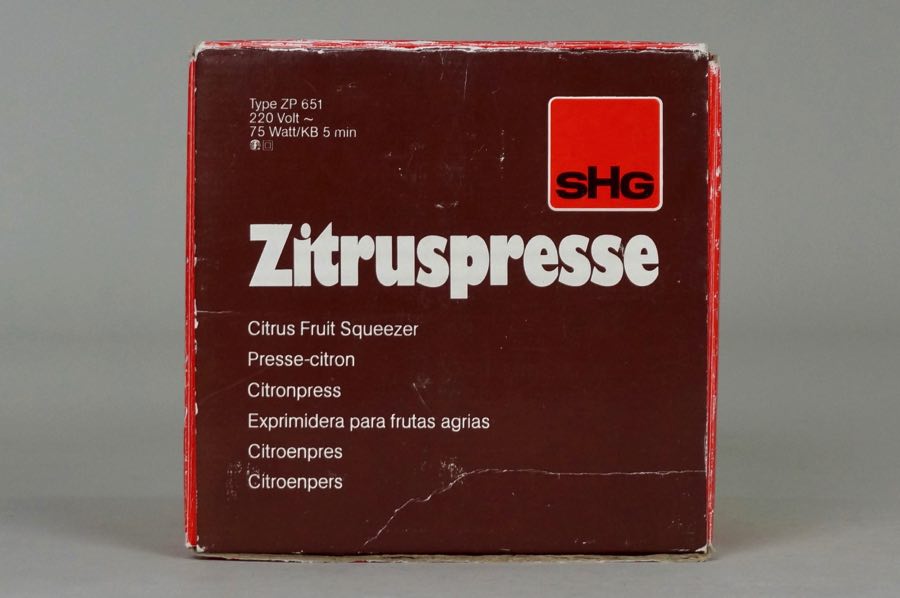 Type ZP 651
220 Volt ~
75 Watt/KB 5 min
SHG
Zitruspresse
Citrus Fruit Squeezer
Presse-citron
Citronpress
Exprimidera para frutas agrias
Citroenpres
Citroenpers